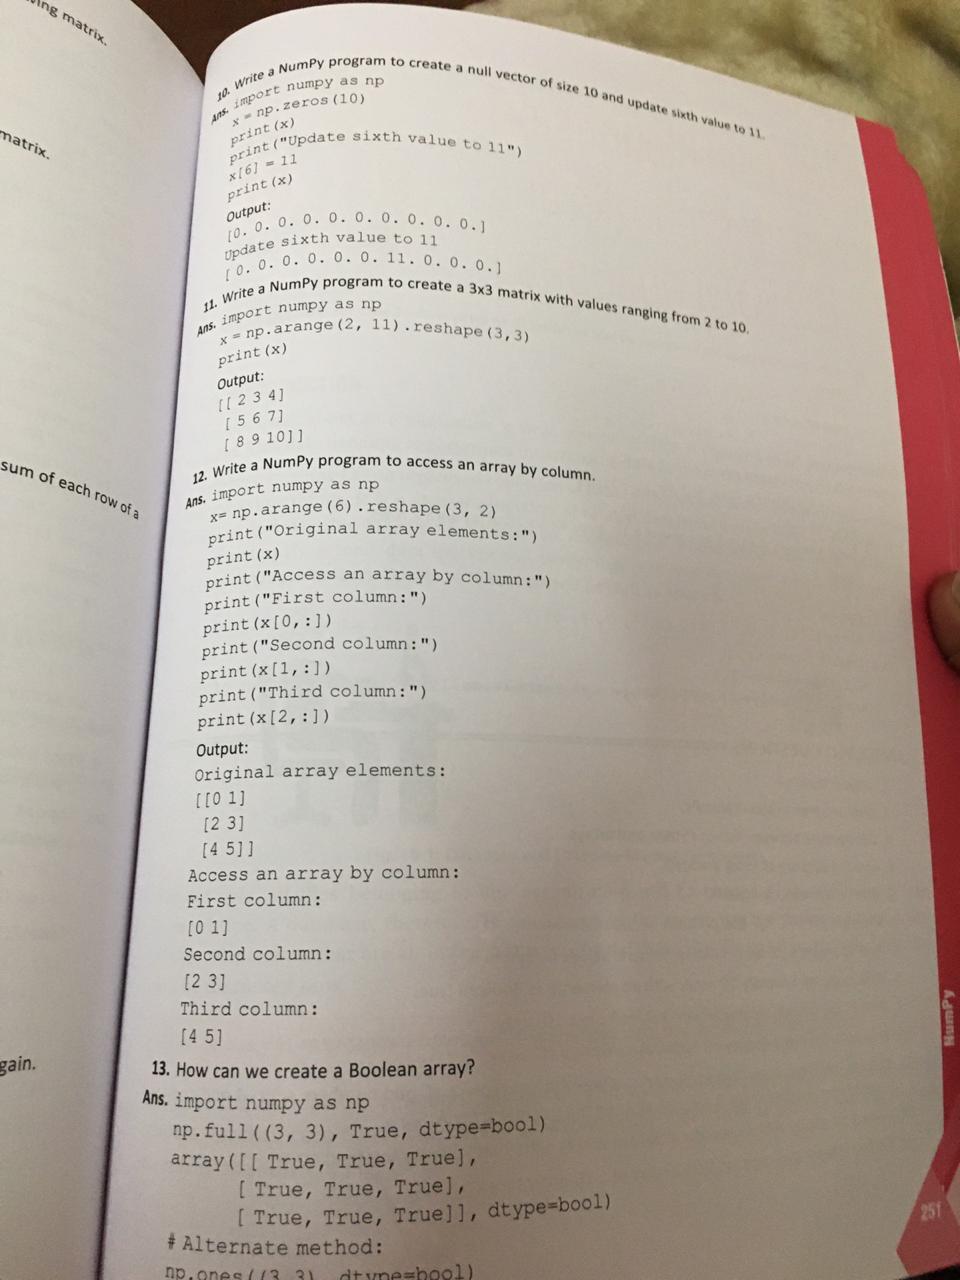 ving matrix.
matrix.
sum of each row of a
gain.
10. Write a NumPy program to create a null vector of size 10 and update sixth value to 11.
Ans. import numpy as np
x = np.zeros(10)
print(x)
print("Update sixth value to 11")
x[6] = 11
print(x)
Output:
[0. 0. 0. 0. 0. 0. 0. 0. 0. 0.]
Update sixth value to 11
[ 0. 0. 0. 0. 0. 0. 11. 0. 0. 0.]
11. Write a NumPy program to create a 3x3 matrix with values ranging from 2 to 10.
Ans. import numpy as np
x = np.arange(2, 11).reshape(3,3)
print(x)
Output:
[[ 2 3 4]
[ 5 6 7]
[ 8 9 10]]
12. Write a NumPy program to access an array by column.
Ans. import numpy as np
x= np.arange(6).reshape(3, 2)
print("Original array elements:")
print(x)
print("Access an array by column:")
print("First column:")
print(x[0,:])
print("Second column:")
print(x[1,:])
print("Third column:")
print(x[2,:])
Output:
Original array elements:
[[0 1]
[2 3]
[4 5]]
Access an array by column:
First column:
[0 1]
Second column:
[2 3]
Third column:
[4 5]
13. How can we create a Boolean array?
Ans. import numpy as np
np.full((3, 3), True, dtype=bool)
array([[ True, True, True],
[ True, True, True],
[ True, True, True]], dtype=bool)
# Alternate method:
np.ones((3 3) dtype=bool)
NumPy
251